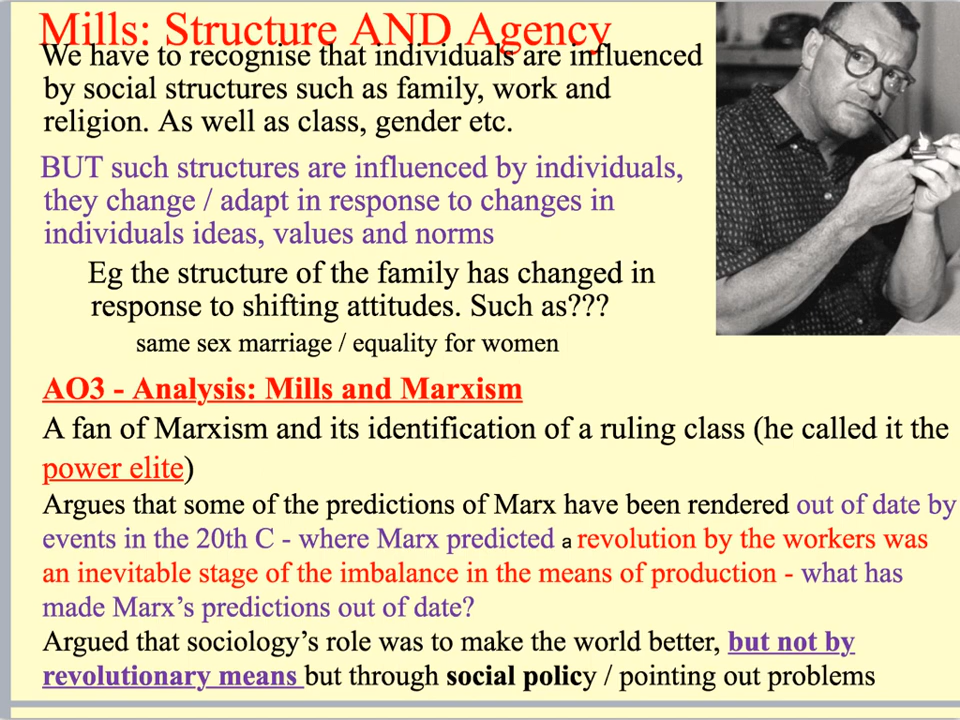 Mills: Structure AND Agency
We have to recognise that individuals are influenced
by social structures such as family, work and
religion. As well as class, gender etc.
BUT such structures are influenced by individuals,
they change / adapt in response to changes in
individuals ideas, values and norms
Eg the structure of the family has changed in
response to shifting attitudes. Such as???
same sex marriage / equality for women
AO3 - Analysis: Mills and Marxism
A fan of Marxism and its identification of a ruling class (he called it the
power elite)
Argues that some of the predictions of Marx have been rendered out of date by
events in the 20th C - where Marx predicted a revolution by the workers was
an inevitable stage of the imbalance in the means of production - what has
made Marx’s predictions out of date?
Argued that sociology’s role was to make the world better, but not by
revolutionary means but through social policy / pointing out problems